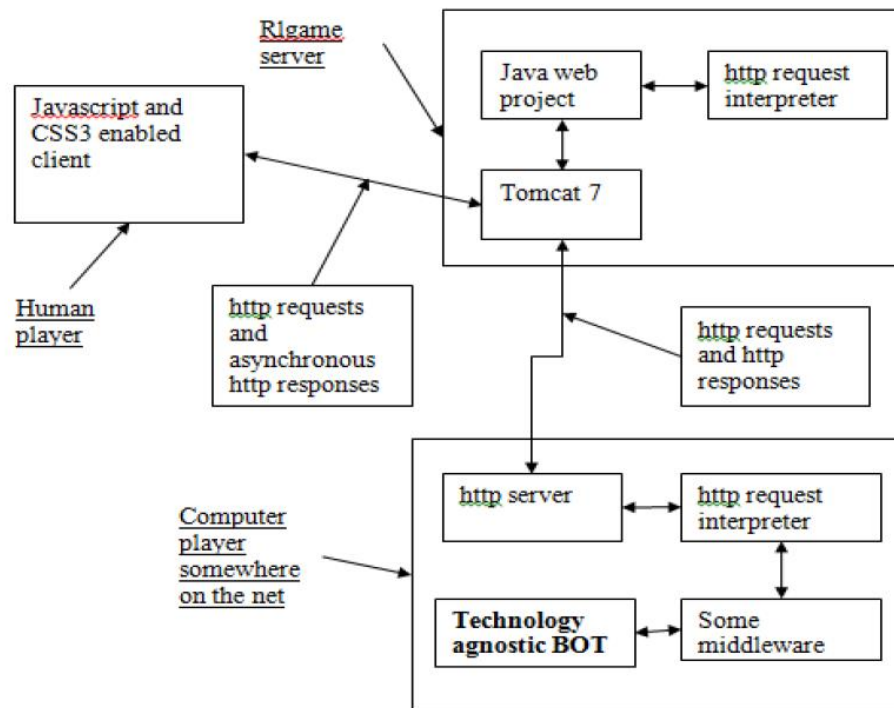 Rlgame
server
Java web
project
http request
interpreter
Javascript and
CSS3 enabled
client
Tomcat 7
Human
player
http requests
and
asynchronous
http responses
http requests
and http
responses
http server
http request
interpreter
Computer
player
somewhere
on the net
Technology
agnostic BOT
Some
middleware